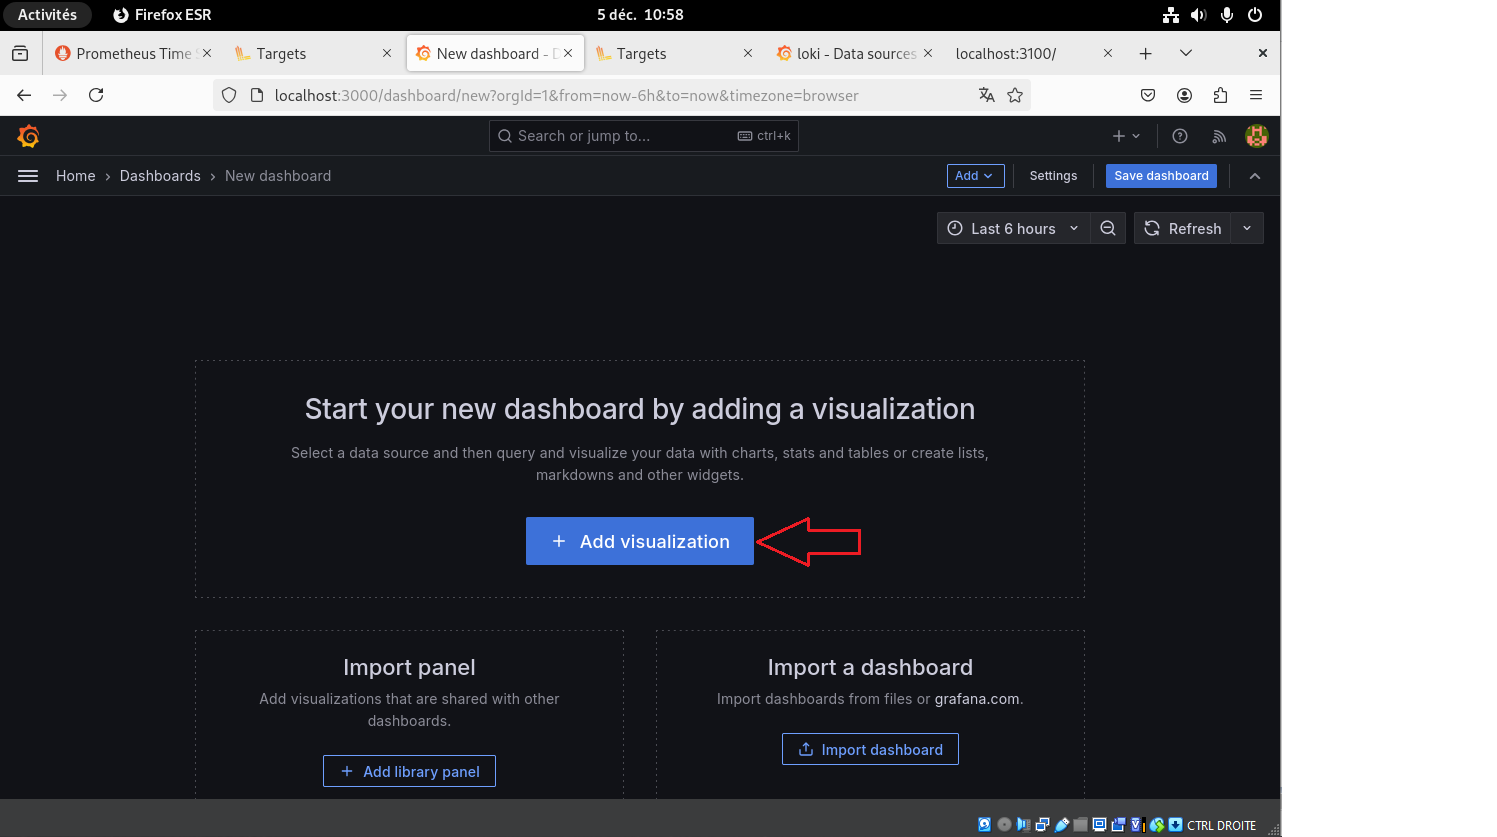 Activités Firefox ESR 5 déc. 10:58
Prometheus Time Targets New dashboard - D Targets loki - Data sources localhost:3100/
localhost:3000/dashboard/new?orgId=1&from=now-6h&to=now&timezone=browser
Search or jump to... ctrl+k
Home › Dashboards › New dashboard Add Settings Save dashboard
Last 6 hours Refresh
Start your new dashboard by adding a visualization
Select a data source and then query and visualize your data with charts, stats and tables or create lists,
markdowns and other widgets.
+ Add visualization
Import panel
Add visualizations that are shared with other
dashboards.
+ Add library panel
Import a dashboard
Import dashboards from files or grafana.com.
Import dashboard
CTRL DROITE